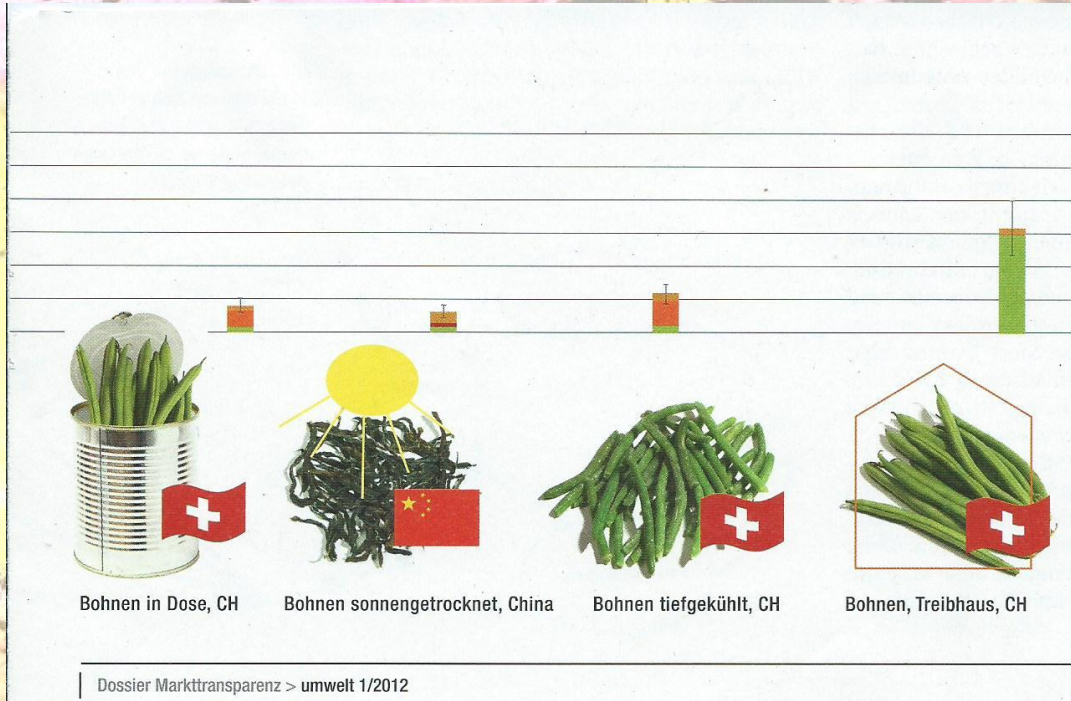 Bohnen in Dose, CH
Bohnen sonnengetrocknet, China
Bohnen tiefgekühlt, CH
Bohnen, Treibhaus, CH
Dossier Markttransparenz > umwelt 1/2012